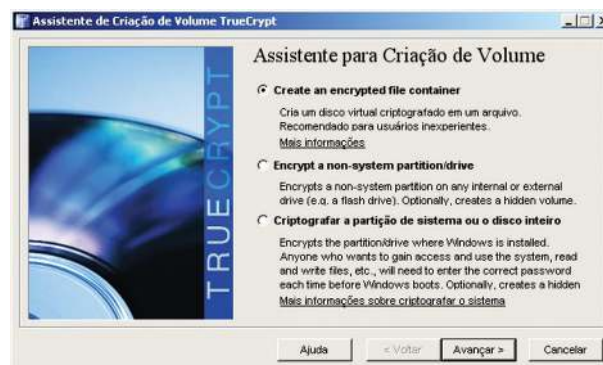 Assistente de Criação de Volume TrueCrypt
TRUECRYPT
Assistente para Criação de Volume
Create an encrypted file container
Cria um disco virtual criptografado em um arquivo.
Recomendado para usuários inexperientes.
Mais informações
Encrypt a non-system partition/drive
Encrypts a non-system partition on any internal or external
drive (e.g. a flash drive). Optionally, creates a hidden volume.
Criptografar a partição de sistema ou o disco inteiro
Encrypts the partition/drive where Windows is installed.
Anyone who wants to gain access and use the system, read
and write files, etc., will need to enter the correct password
each time before Windows boots. Optionally, creates a hidden
Mais informações sobre criptografar o sistema
Ajuda
< Voltar
Avançar >
Cancelar